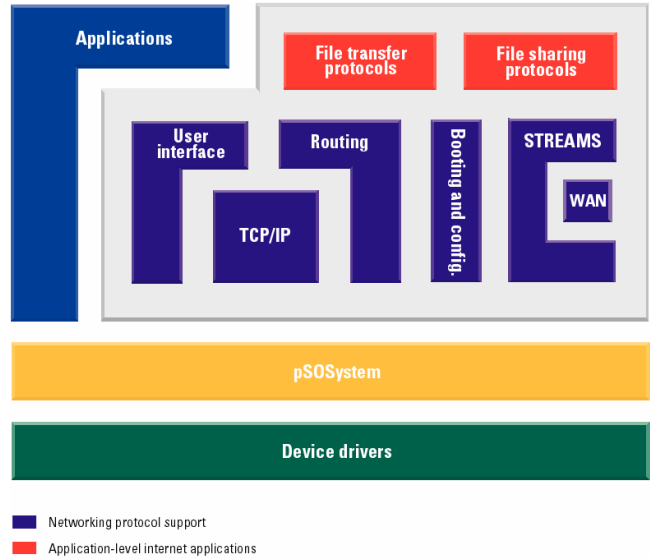 Applications
File transfer
protocols
File sharing
protocols
User
interface
Routing
Booting and config.
STREAMS
WAN
TCP/IP
pSOSystem
Device drivers
Networking protocol support
Application-level internet applications